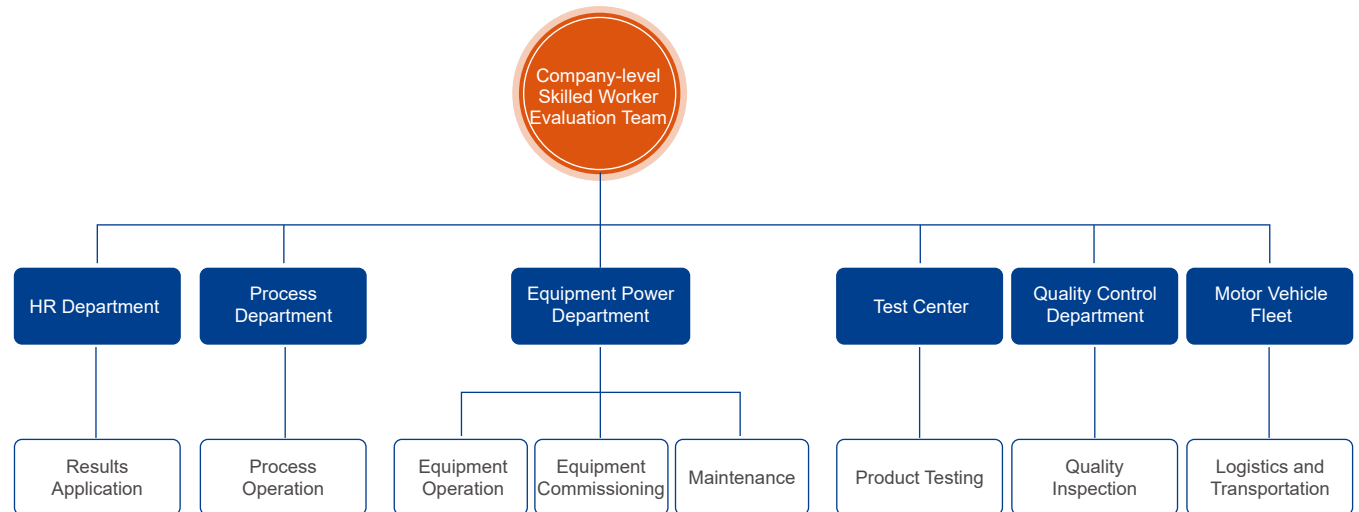 Company-level
Skilled Worker
Evaluation Team
HR Department
Process
Department
Equipment Power
Department
Test Center
Quality Control
Department
Motor Vehicle
Fleet
Results
Application
Process
Operation
Equipment
Operation
Equipment
Commissioning
Maintenance
Product Testing
Quality
Inspection
Logistics and
Transportation